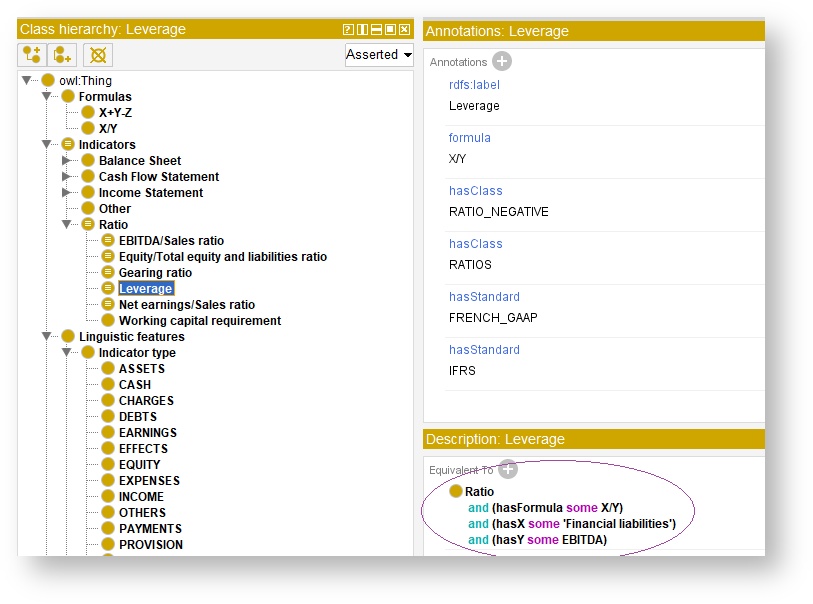 Class hierarchy: Leverage
Asserted
owl:Thing
Formulas
X+Y-Z
X/Y
Indicators
Balance Sheet
Cash Flow Statement
Income Statement
Other
Ratio
EBITDA/Sales ratio
Equity/Total equity and liabilities ratio
Gearing ratio
Leverage
Net earnings/Sales ratio
Working capital requirement
Linguistic features
Indicator type
ASSETS
CASH
CHARGES
DEBTS
EARNINGS
EFFECTS
EQUITY
EXPENSES
INCOME
OTHERS
PAYMENTS
PROVISION
Annotations: Leverage
Annotations
rdfs:label
Leverage
formula
X/Y
hasClass
RATIO_NEGATIVE
hasClass
RATIOS
hasStandard
FRENCH_GAAP
hasStandard
IFRS
Description: Leverage
Equivalent To
Ratio
and (hasFormula some X/Y)
and (hasX some 'Financial liabilities')
and (hasY some EBITDA)